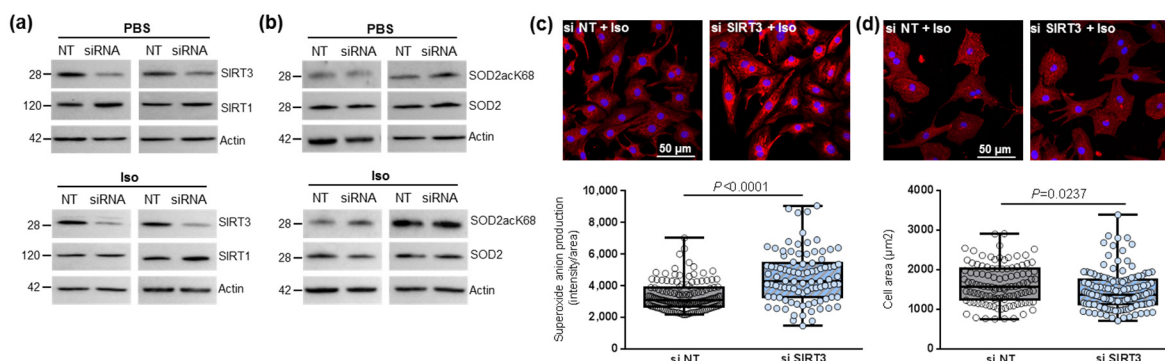 (a)
PBS
NT siRNA NT siRNA
28 SIRT3
120 SIRT1
42 Actin
Iso
NT siRNA NT siRNA
28 SIRT3
120 SIRT1
42 Actin
(b)
PBS
NT siRNA NT siRNA
28 SOD2acK68
28 SOD2
42 Actin
Iso
NT siRNA NT siRNA
28 SOD2acK68
28 SOD2
42 Actin
(c)
si NT + Iso
si SIRT3 + Iso
50 µm
Superoxide anion production
(intensity/area)
10,000
8,000
6,000
4,000
2,000
0
P<0.0001
si NT si SIRT3
(d)
si NT + Iso
si SIRT3 + Iso
50 µm
Cell area (µm2)
4000
3000
2000
1000
0
P=0.0237
si NT si SIRT3